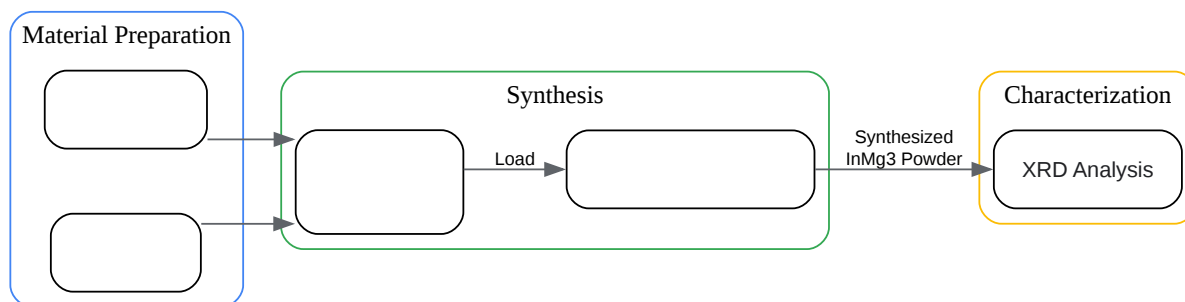 Material Preparation
Synthesis
Load
Synthesized
InMg3 Powder
Characterization
XRD Analysis